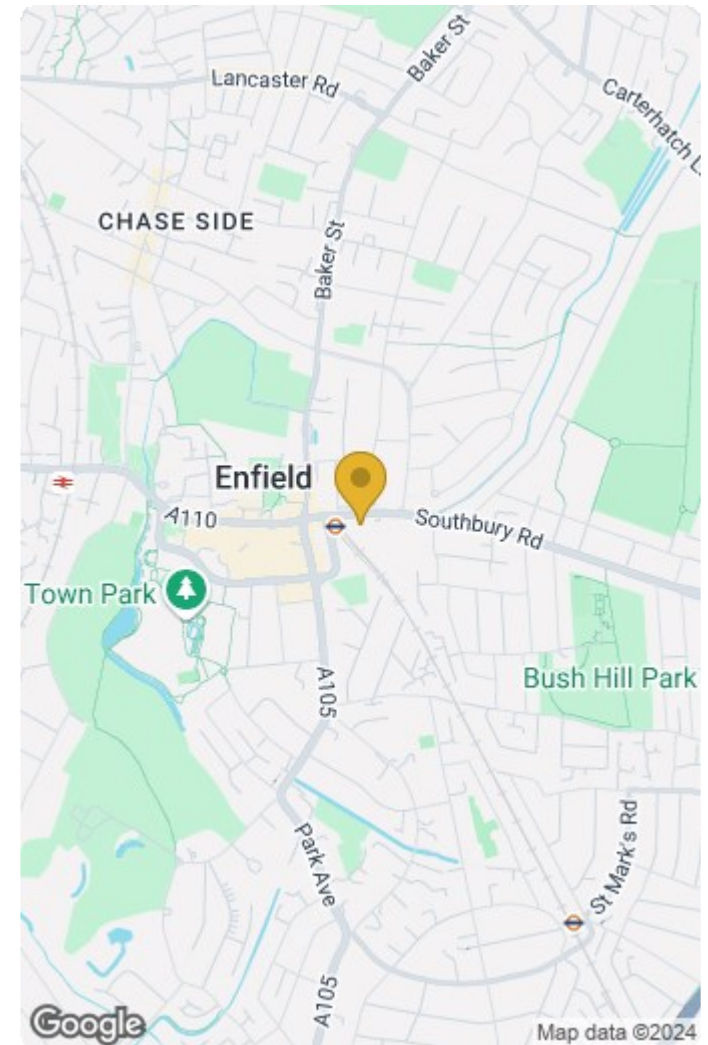 Baker St
Lancaster Rd
Carterhatch L
CHASE SIDE
Baker St
Enfield
A110
Southbury Rd
Town Park
Bush Hill Park
A105
Park Ave
St Mark's Rd
A105
Google
Map data ©2024